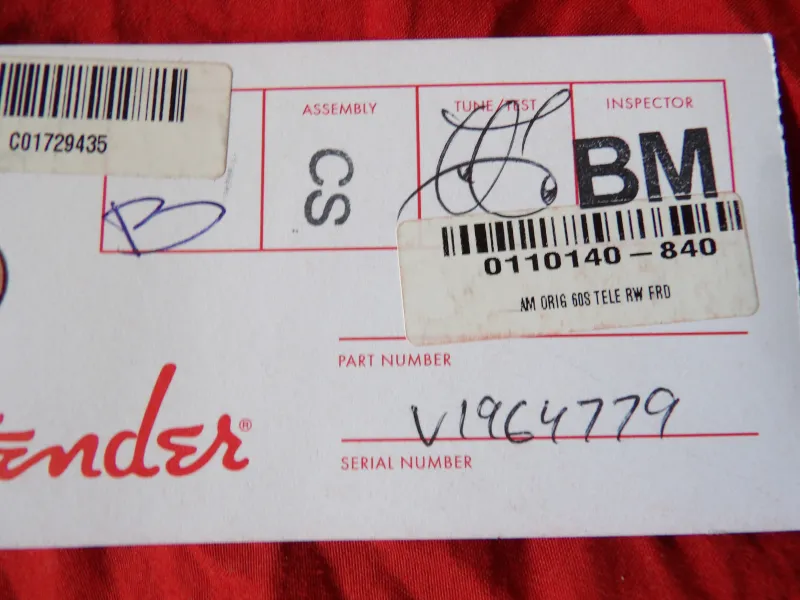 C01729435
ASSEMBLY
TUNE/TEST
INSPECTOR
CS
BM
0110140-840
AM ORIG 60S TELE RW FRD
PART NUMBER
V1964779
SERIAL NUMBER
ender®